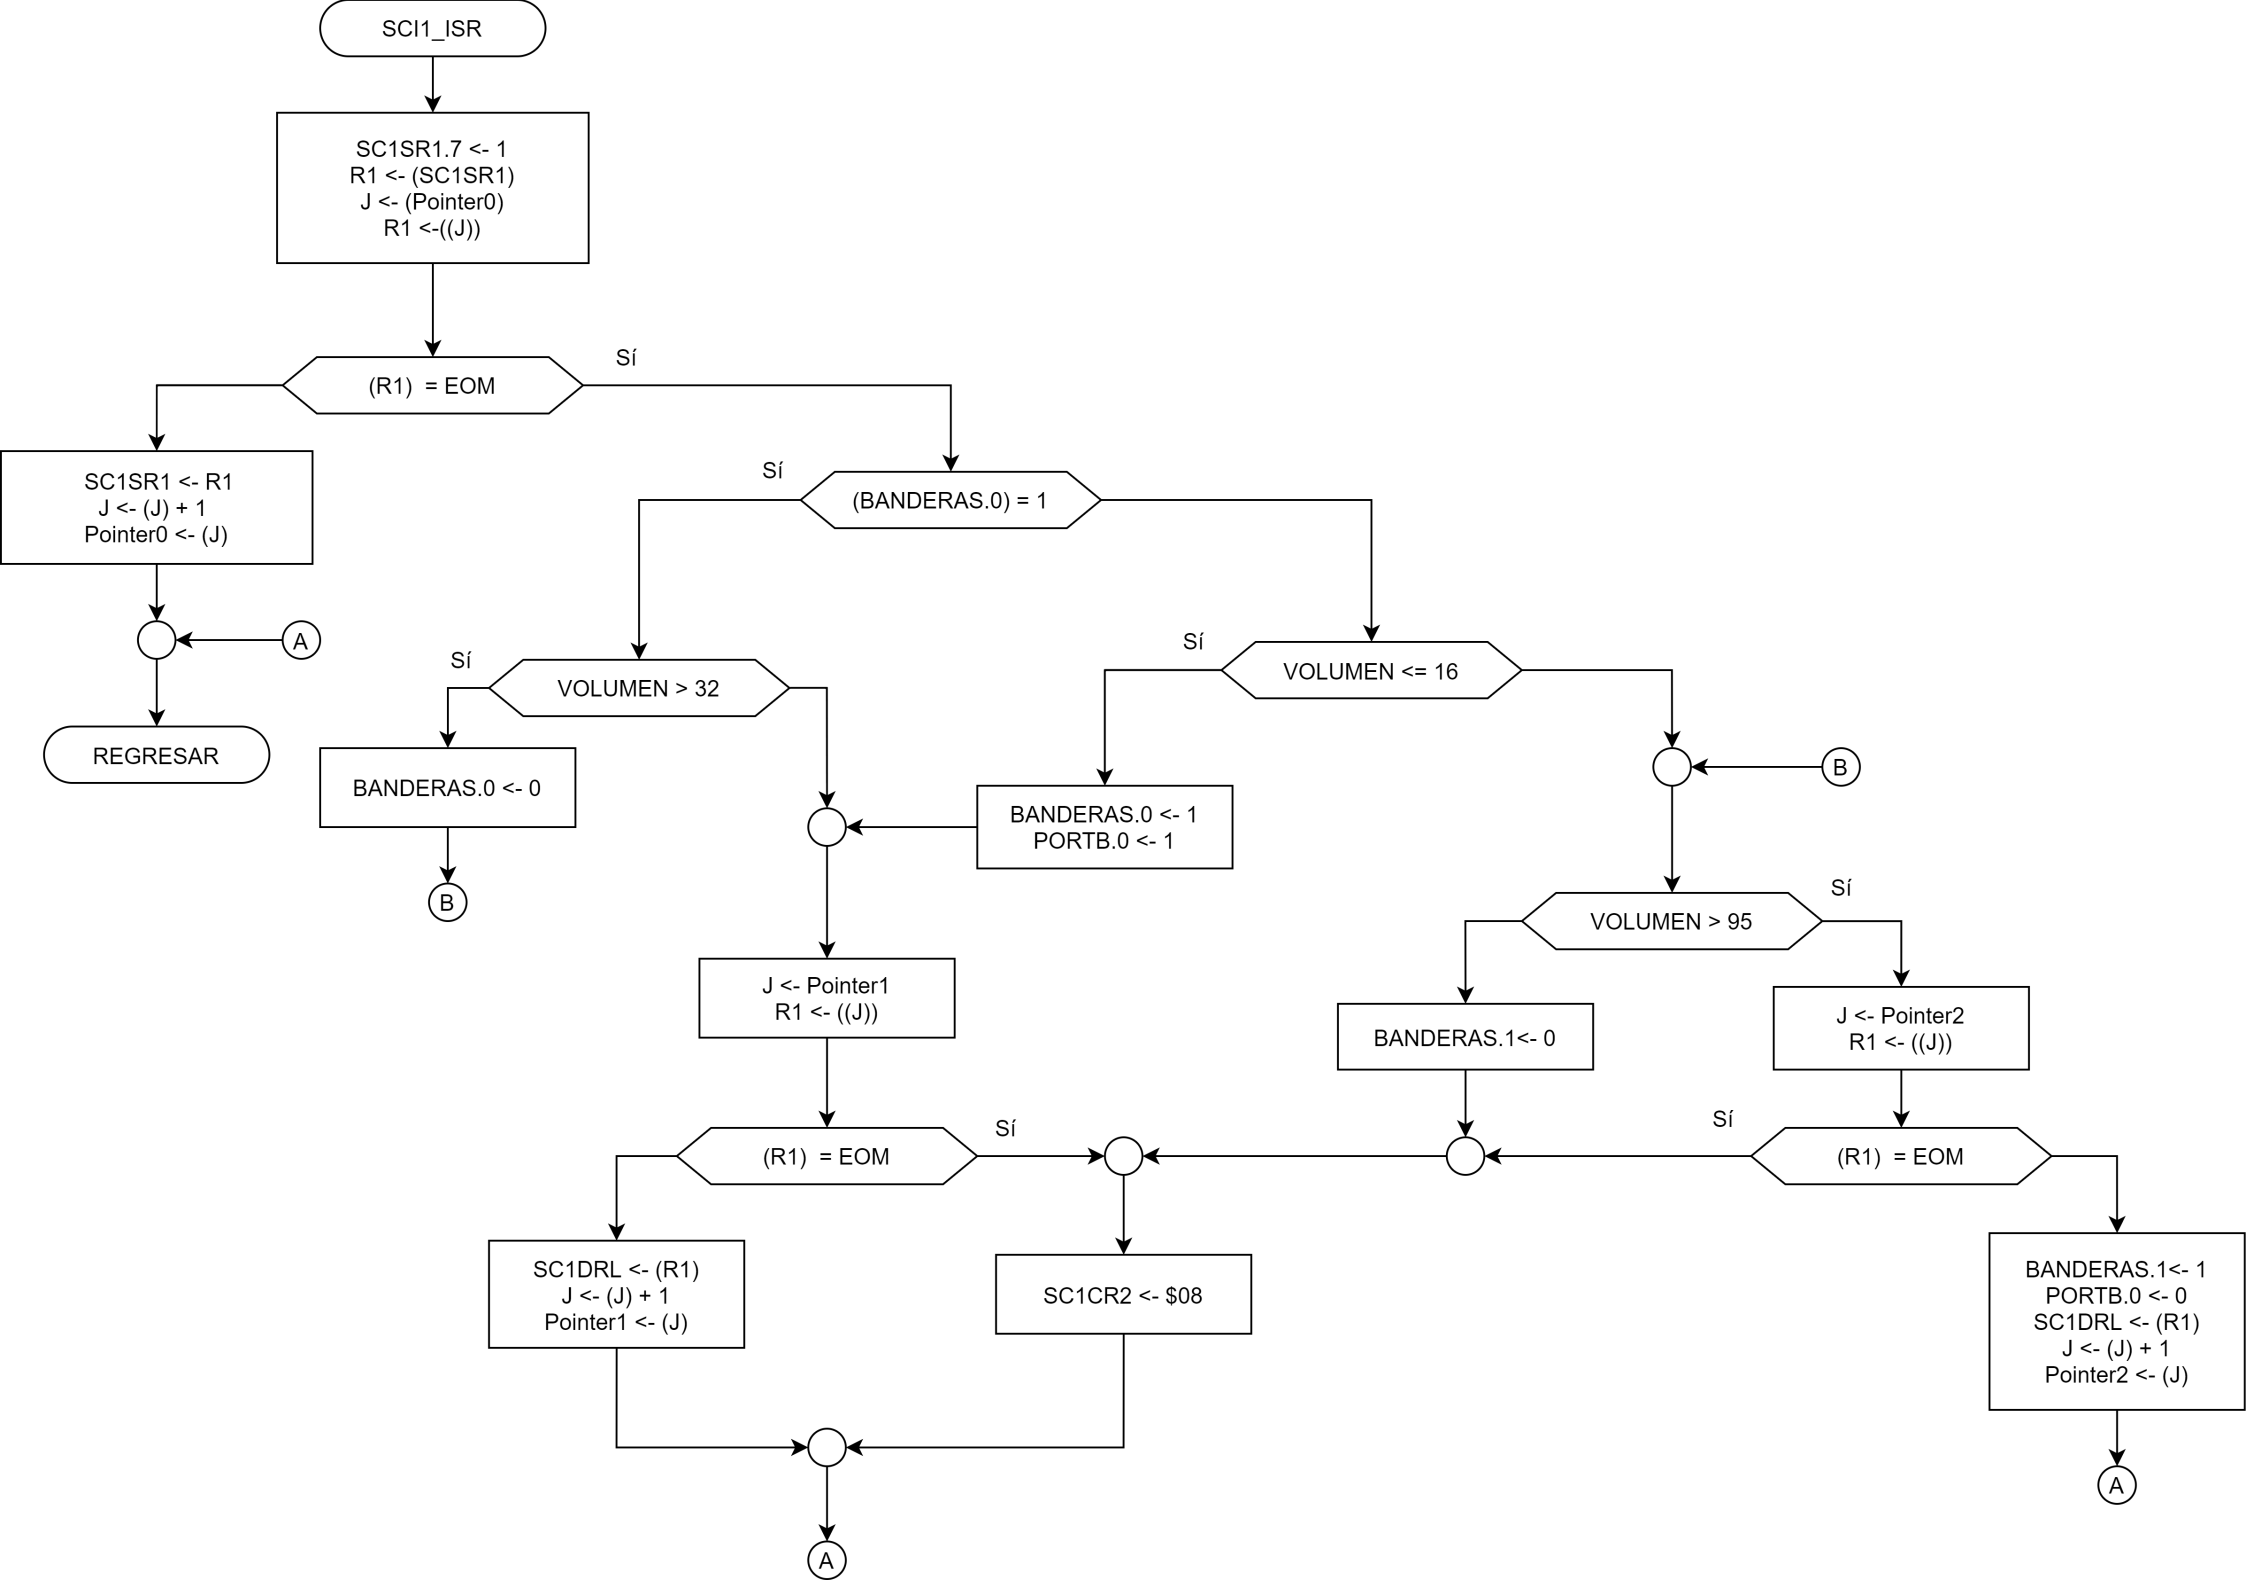 SCI1_ISR
SC1SR1.7 <- 1
R1 <- (SC1SR1)
J <- (Pointer0)
R1 <-((J))
Sí
(R1) = EOM
SC1SR1 <- R1
J <- (J) + 1
Pointer0 <- (J)
A
REGRESAR
Sí
(BANDERAS.0) = 1
Sí
VOLUMEN > 32
BANDERAS.0 <- 0
B
Sí
VOLUMEN <= 16
BANDERAS.0 <- 1
PORTB.0 <- 1
B
Sí
VOLUMEN > 95
J <- Pointer1
R1 <- ((J))
BANDERAS.1<- 0
J <- Pointer2
R1 <- ((J))
Sí
(R1) = EOM
Sí
(R1) = EOM
SC1DRL <- (R1)
J <- (J) + 1
Pointer1 <- (J)
SC1CR2 <- $08
BANDERAS.1<- 1
PORTB.0 <- 0
SC1DRL <- (R1)
J <- (J) + 1
Pointer2 <- (J)
A
A